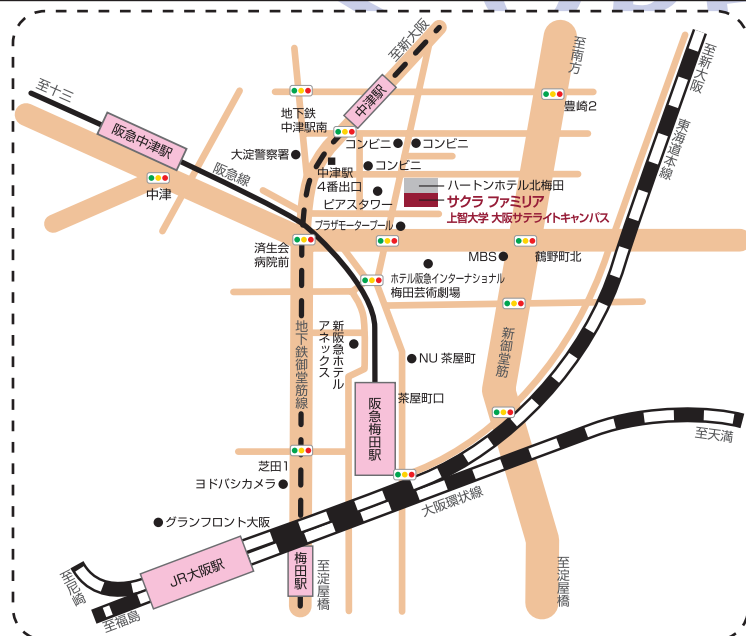 至新大阪
至南方
至新大阪
至十三
中津駅
豊崎2
地下鉄
中津駅南
阪急中津駅
東海道本線
コンビニ
コンビニ
大淀警察署
中津駅
4番出口
コンビニ
阪急線
ハートンホテル北梅田
中津
ピアスタワー
サクラ ファミリア
上智大学 大阪サテライトキャンパス
プラザモータープール
済生会
病院前
MBS
鶴野町北
ホテル阪急インターナショナル
梅田芸術劇場
地下鉄御堂筋線
新阪急ホテル
アネックス
新御堂筋
NU 茶屋町
茶屋町口
阪急梅田駅
至天満
芝田1
ヨドバシカメラ
大阪環状線
グランフロント大阪
JR大阪駅
梅田駅
至淀屋橋
至淀屋橋
至尼崎
至福島